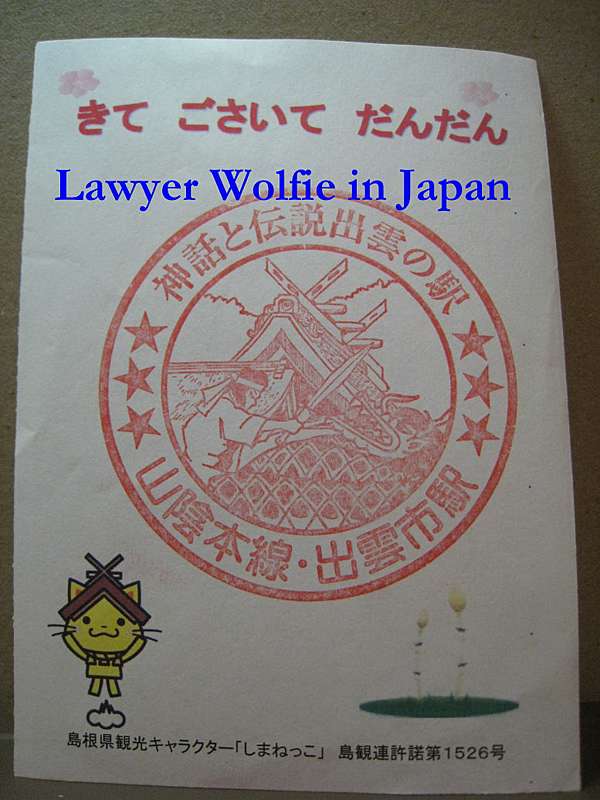 きて ごさいて だんだん
Lawyer Wolfie in Japan
神話と伝説出雲の駅
山陰本線・出雲市駅
島根県観光キャラクター「しまねっこ」 島観連許諾第1526号